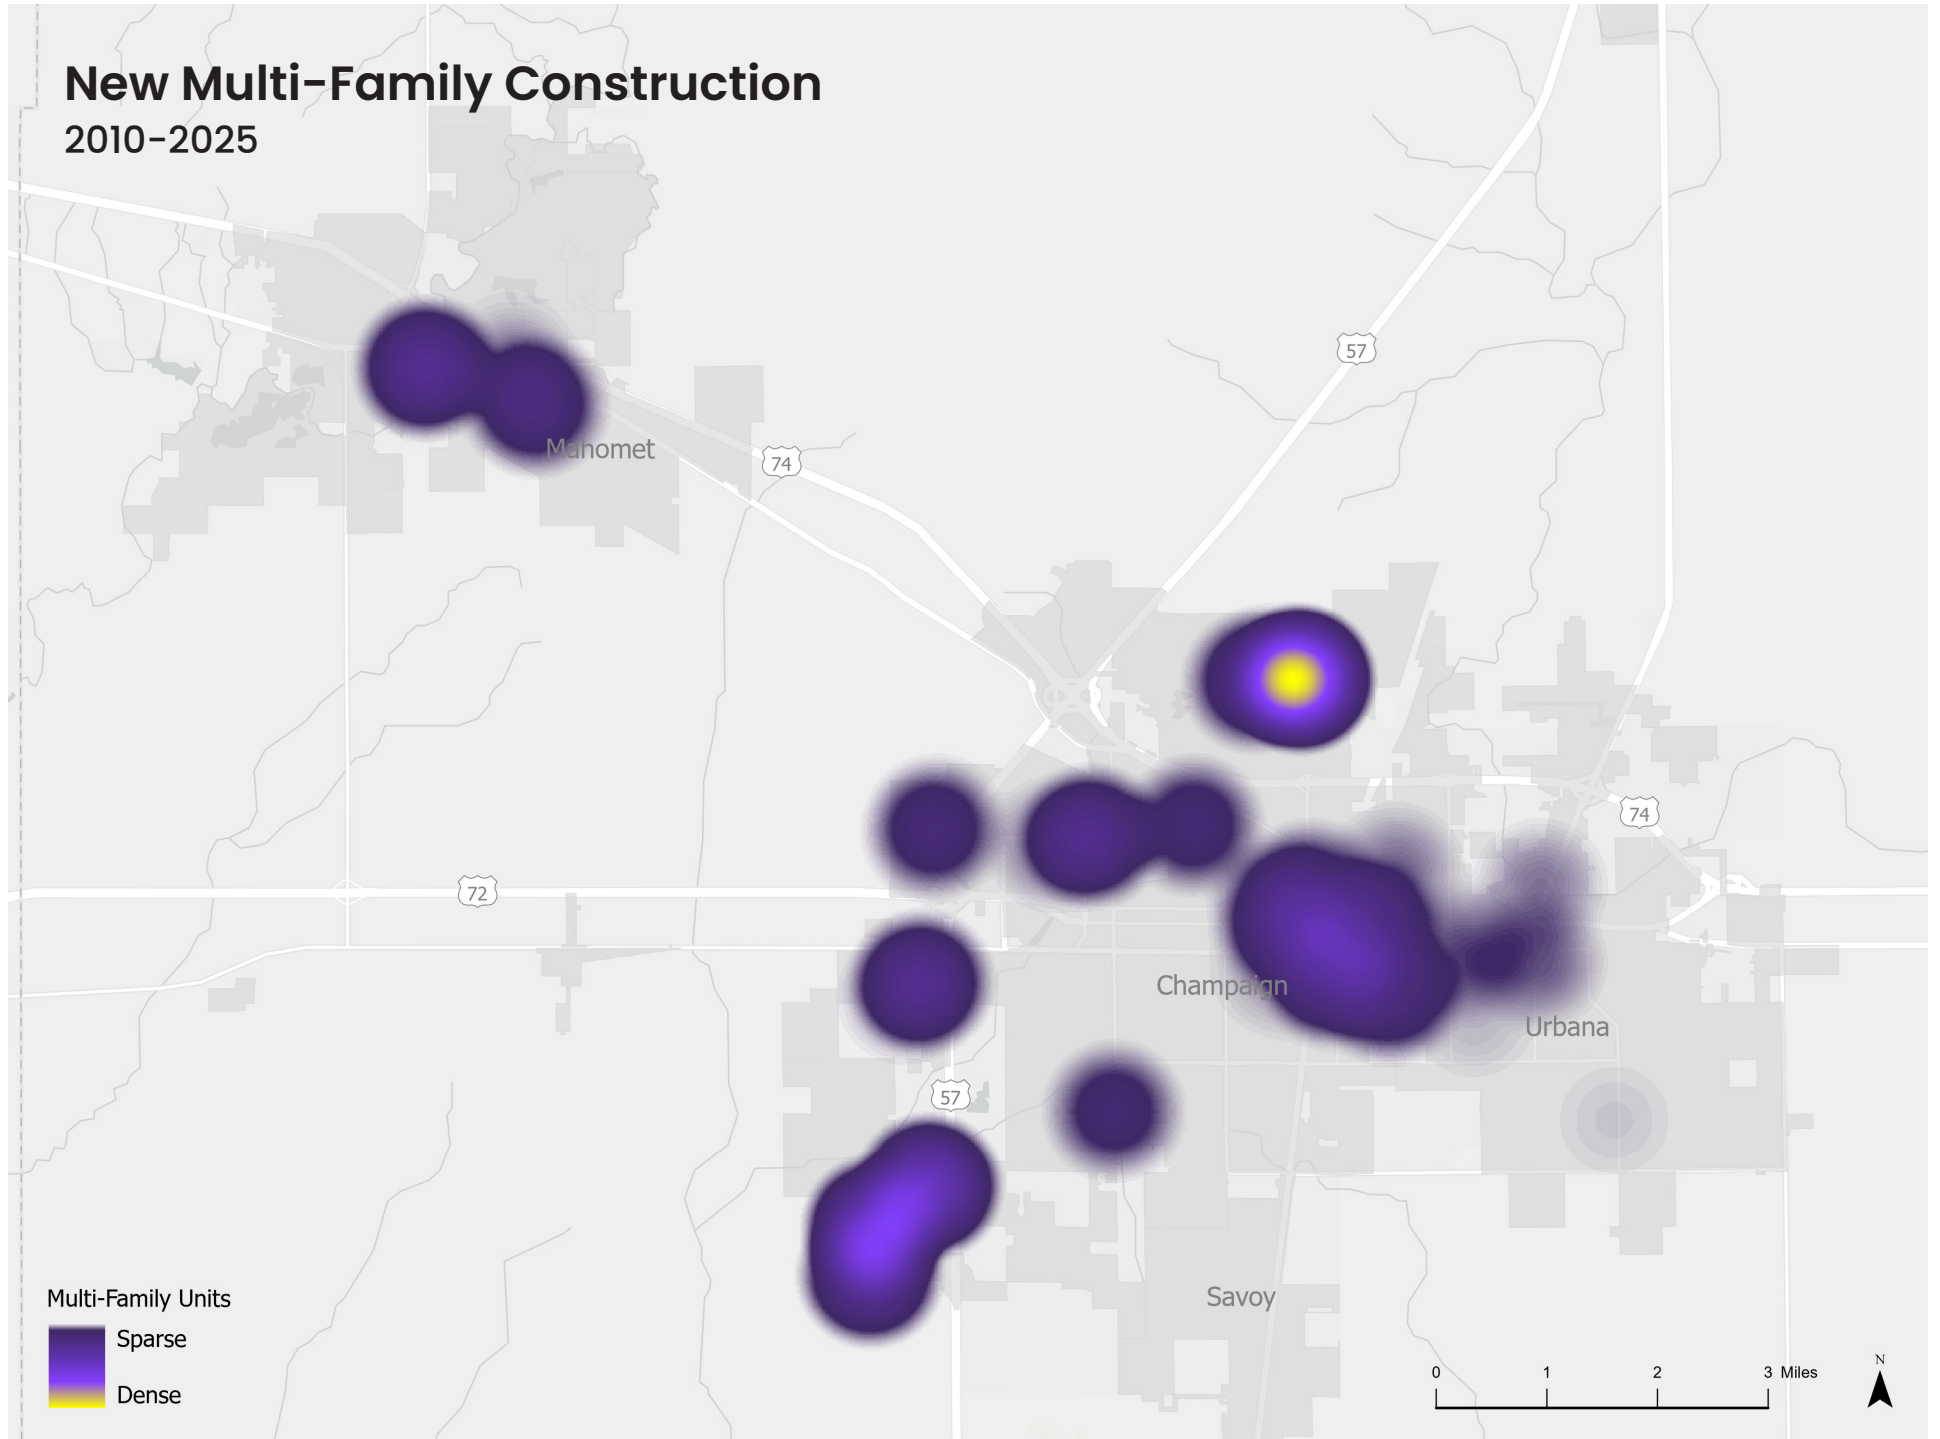 New Multi-Family Construction
2010-2025
57
Mahomet
74
74
72
Champaign
Urbana
57
Savoy
Multi-Family Units
Sparse
Dense
0 1 2 3 Miles
N